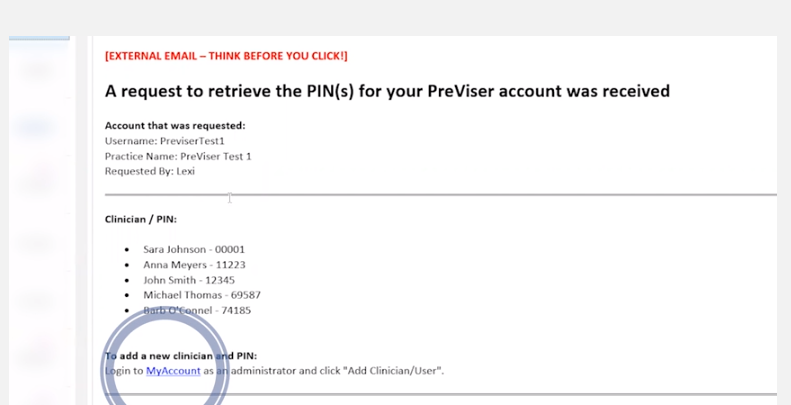 [EXTERNAL EMAIL – THINK BEFORE YOU CLICK!]
A request to retrieve the PIN(s) for your PreViser account was received
Account that was requested:
Username: PreviserTest1
Practice Name: PreViser Test 1
Requested By: Lexi
Clinician / PIN:
• Sara Johnson - 00001
• Anna Meyers - 11223
• John Smith - 12345
• Michael Thomas - 69587
• Barb O'Connel - 74185
To add a new clinician and PIN:
Login to MyAccount as an administrator and click "Add Clinician/User".